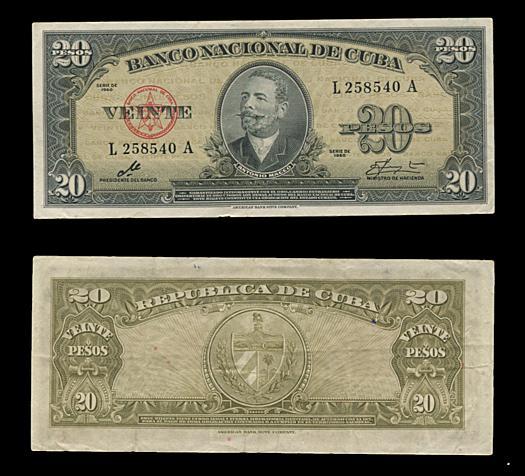 20 PESOS
20 PESOS
BANCO NACIONAL DE CUBA
SERIE DE
1960
L 258540 A
VEINTE
20
PESOS
L 258540 A
SERIE DE
1960
ANTONIO MACEO
20
PRESIDENTE DEL BANCO
MINISTRO DE HACIENDA
20
AMERICAN BANK NOTE COMPANY.
20
20
REPUBLICA DE CUBA
VEINTE
PESOS
VEINTE
PESOS
20
20
AMERICAN BANK NOTE COMPANY.